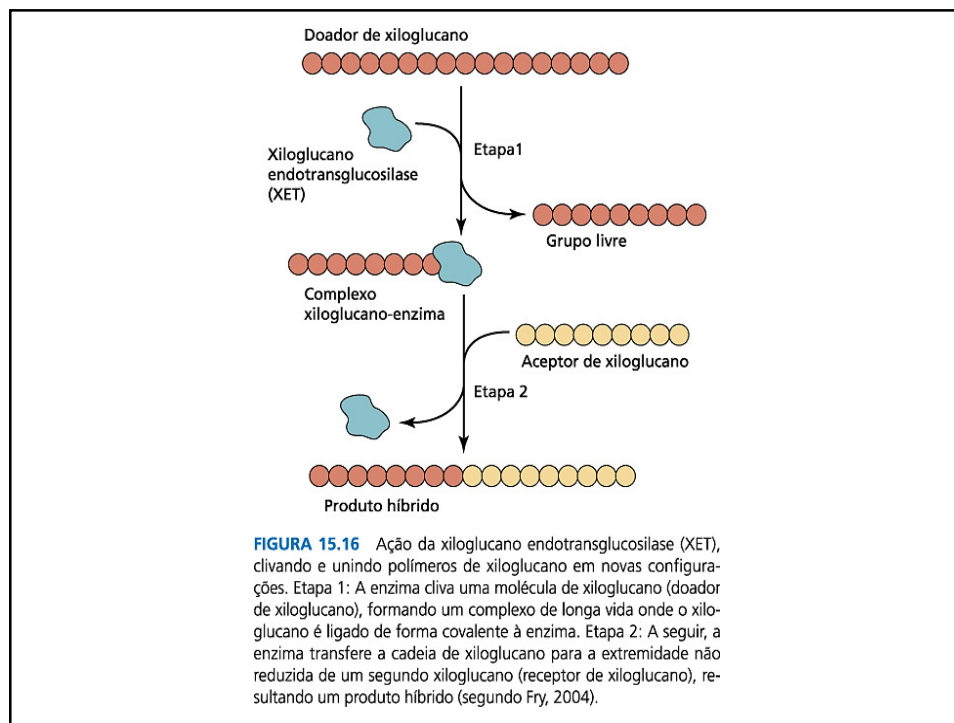 Doador de xiloglucano
Xiloglucano
endotransglucosilase
(XET)
Etapa1
Grupo livre
Complexo
xiloglucano-enzima
Aceptor de xiloglucano
Etapa 2
Produto híbrido
FIGURA 15.16 Ação da xiloglucano endotransglucosilase (XET),
clivando e unindo polímeros de xiloglucano em novas configura-
ções. Etapa 1: A enzima cliva uma molécula de xiloglucano (doador
de xiloglucano), formando um complexo de longa vida onde o xilo-
glucano é ligado de forma covalente à enzima. Etapa 2: A seguir, a
enzima transfere a cadeia de xiloglucano para a extremidade não
reduzida de um segundo xiloglucano (receptor de xiloglucano), re-
sultando um produto híbrido (segundo Fry, 2004).